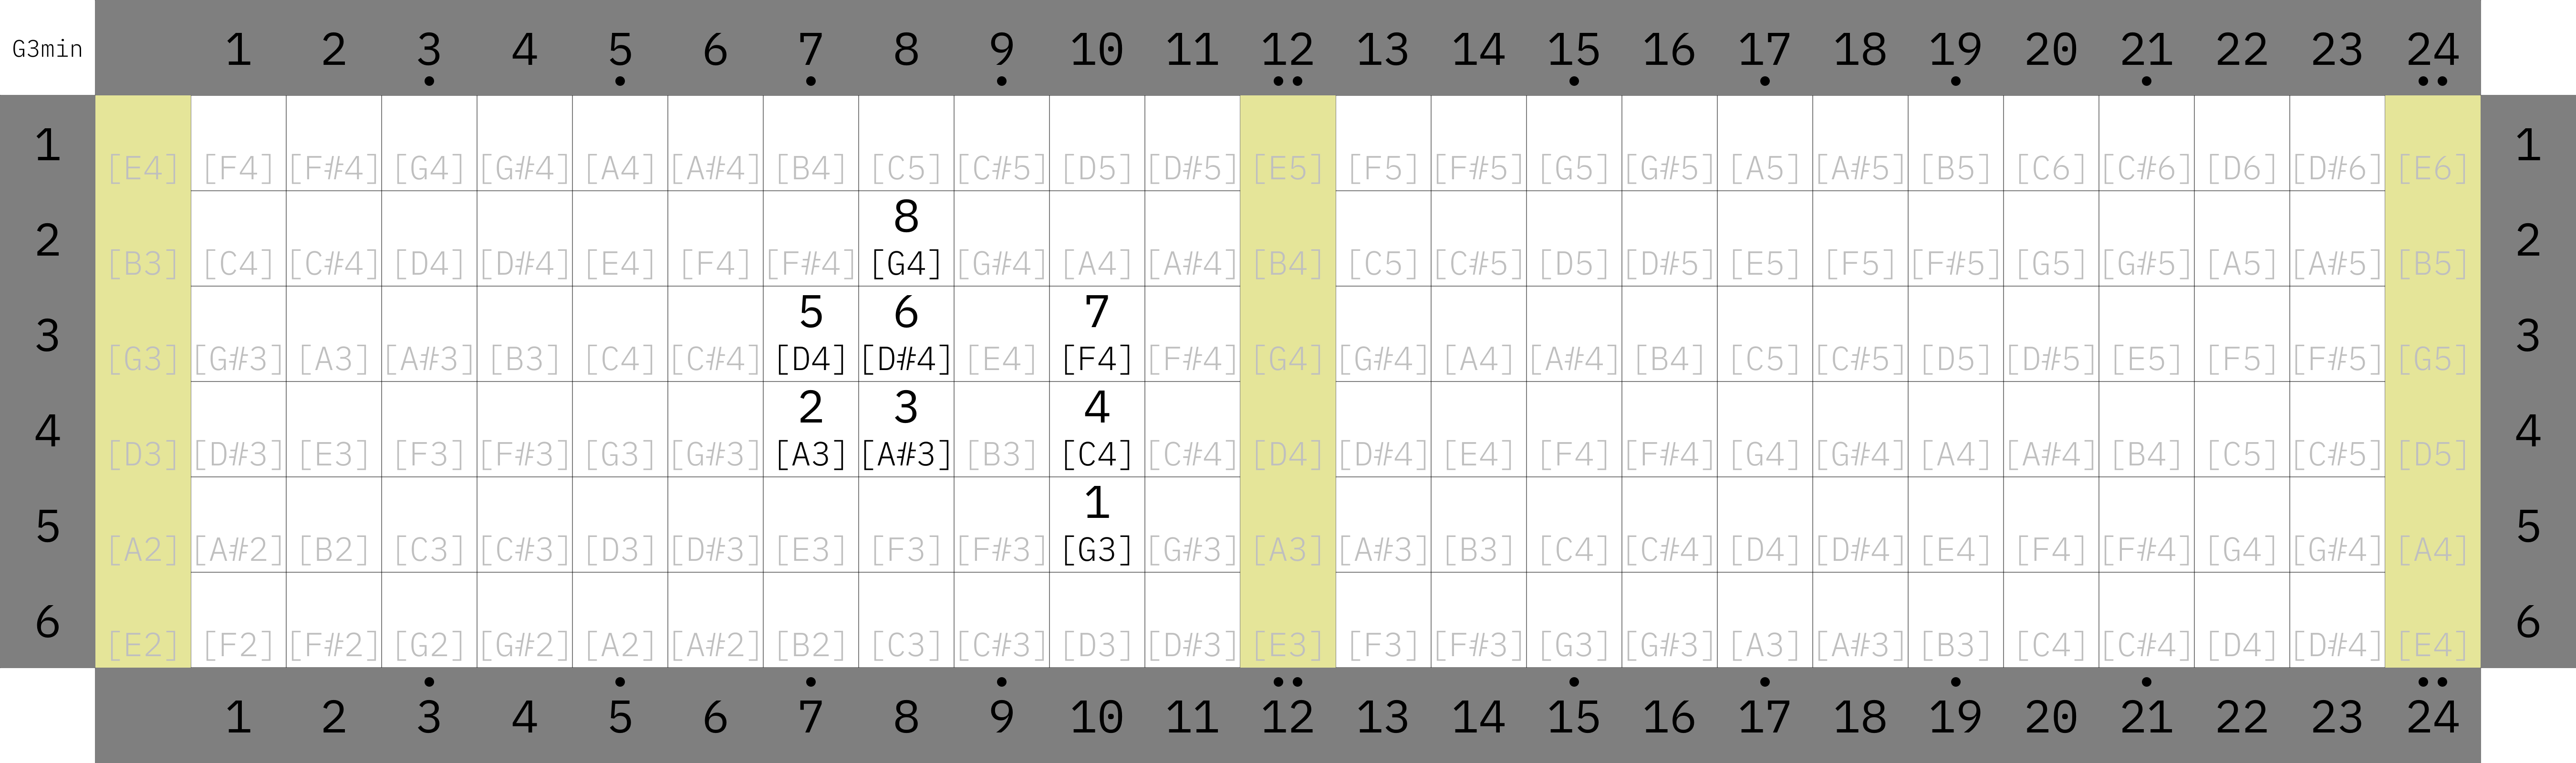 G3min 1 2 3 4 5 6 7 8 9 10 11 12 13 14 15 16 17 18 19 20 21 22 23 24
1 [E4] [F4] [F#4] [G4] [G#4] [A4] [A#4] [B4] [C5] [C#5] [D5] [D#5] [E5] [F5] [F#5] [G5] [G#5] [A5] [A#5] [B5] [C6] [C#6] [D6] [D#6] [E6] 1
8
2 [B3] [C4] [C#4] [D4] [D#4] [E4] [F4] [F#4] [G4] [G#4] [A4] [A#4] [B4] [C5] [C#5] [D5] [D#5] [E5] [F5] [F#5] [G5] [G#5] [A5] [A#5] [B5] 2
5 6 7
3 [G3] [G#3] [A3] [A#3] [B3] [C4] [C#4] [D4] [D#4] [E4] [F4] [F#4] [G4] [G#4] [A4] [A#4] [B4] [C5] [C#5] [D5] [D#5] [E5] [F5] [F#5] [G5] 3
2 3 4
4 [D3] [D#3] [E3] [F3] [F#3] [G3] [G#3] [A3] [A#3] [B3] [C4] [C#4] [D4] [D#4] [E4] [F4] [F#4] [G4] [G#4] [A4] [A#4] [B4] [C5] [C#5] [D5] 4
1
5 [A2] [A#2] [B2] [C3] [C#3] [D3] [D#3] [E3] [F3] [F#3] [G3] [G#3] [A3] [A#3] [B3] [C4] [C#4] [D4] [D#4] [E4] [F4] [F#4] [G4] [G#4] [A4] 5
6 [E2] [F2] [F#2] [G2] [G#2] [A2] [A#2] [B2] [C3] [C#3] [D3] [D#3] [E3] [F3] [F#3] [G3] [G#3] [A3] [A#3] [B3] [C4] [C#4] [D4] [D#4] [E4] 6
1 2 3 4 5 6 7 8 9 10 11 12 13 14 15 16 17 18 19 20 21 22 23 24